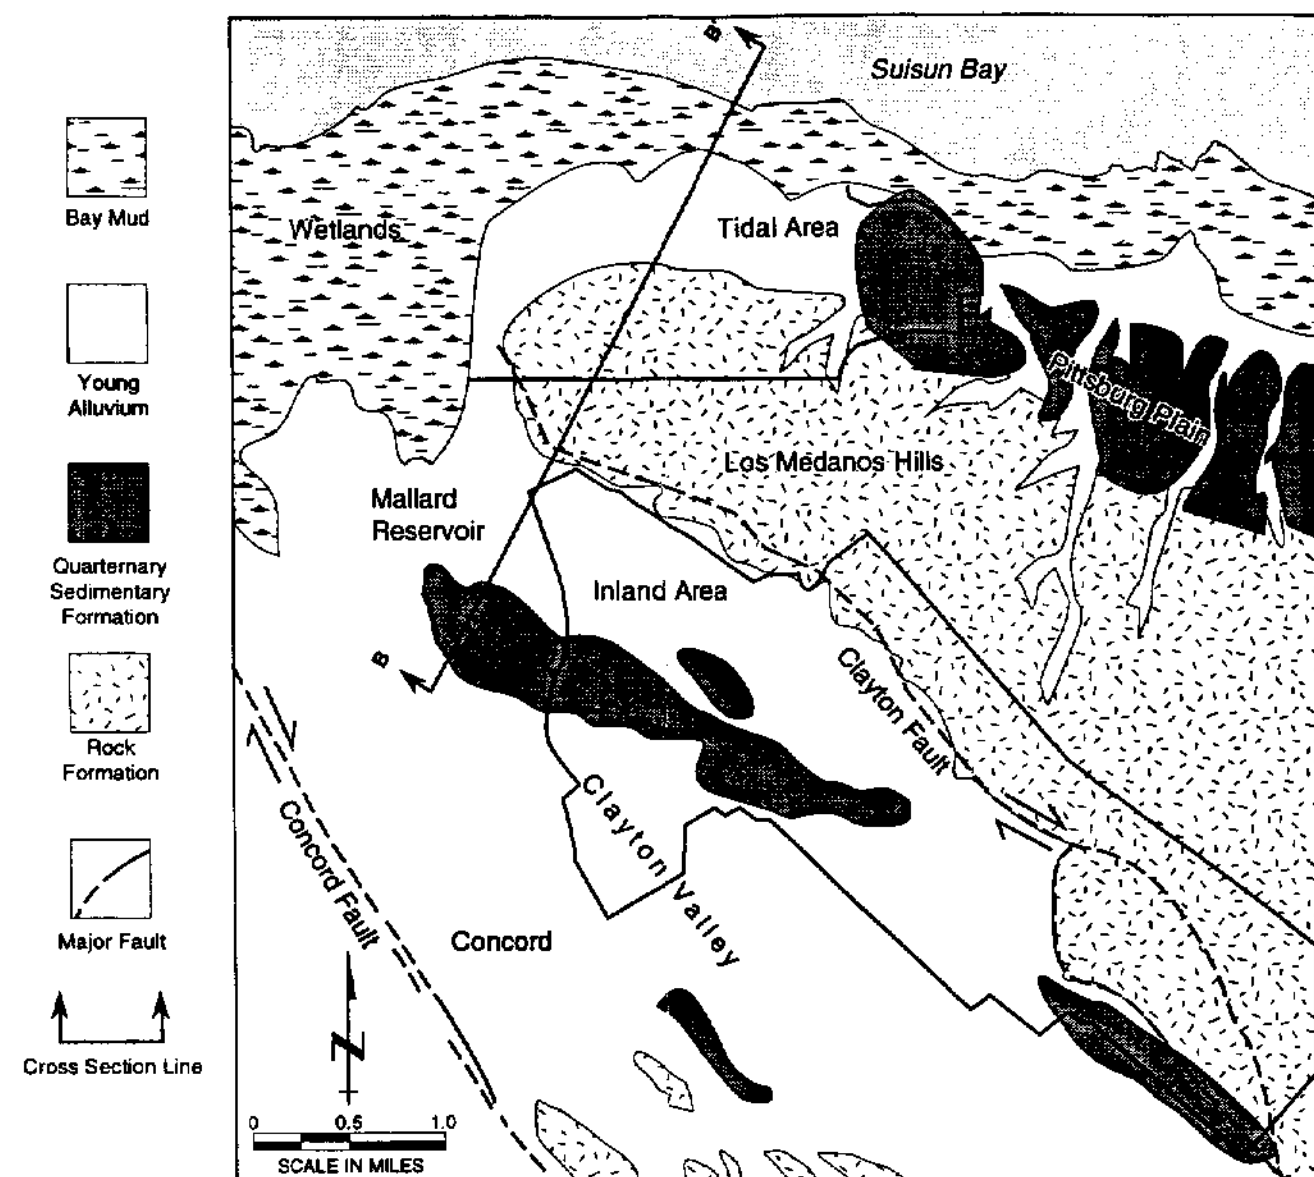 Bay Mud
Young
Alluvium
Quarternary
Sedimentary
Formation
Rock
Formation
Major Fault
Cross Section Line
B'
Suisun Bay
Wetlands
Tidal Area
Pittsburg Plain
Los Medanos Hills
Mallard
Reservoir
Inland Area
B
Clayton Fault
Clayton Valley
Concord Fault
Concord
N
0 0.5 1.0
SCALE IN MILES